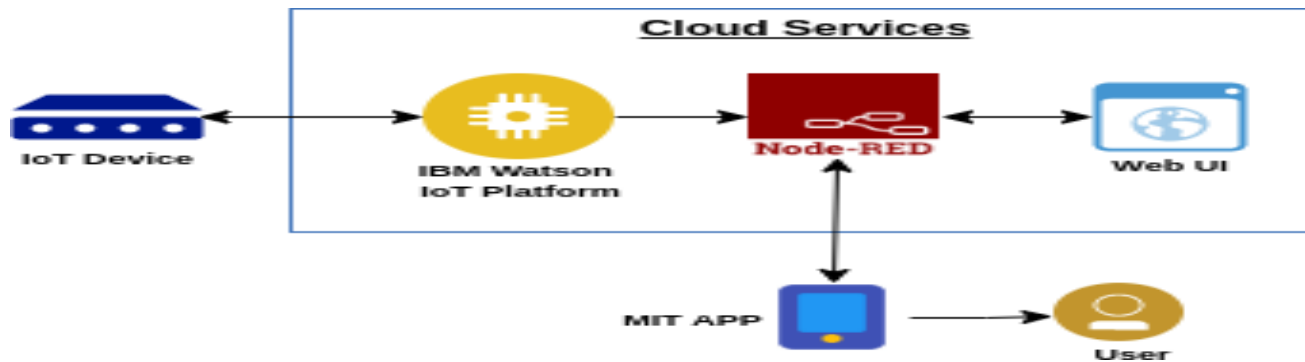 Cloud Services
IoT Device
IBM Watson
IoT Platform
Node-RED
Web UI
MIT APP
User